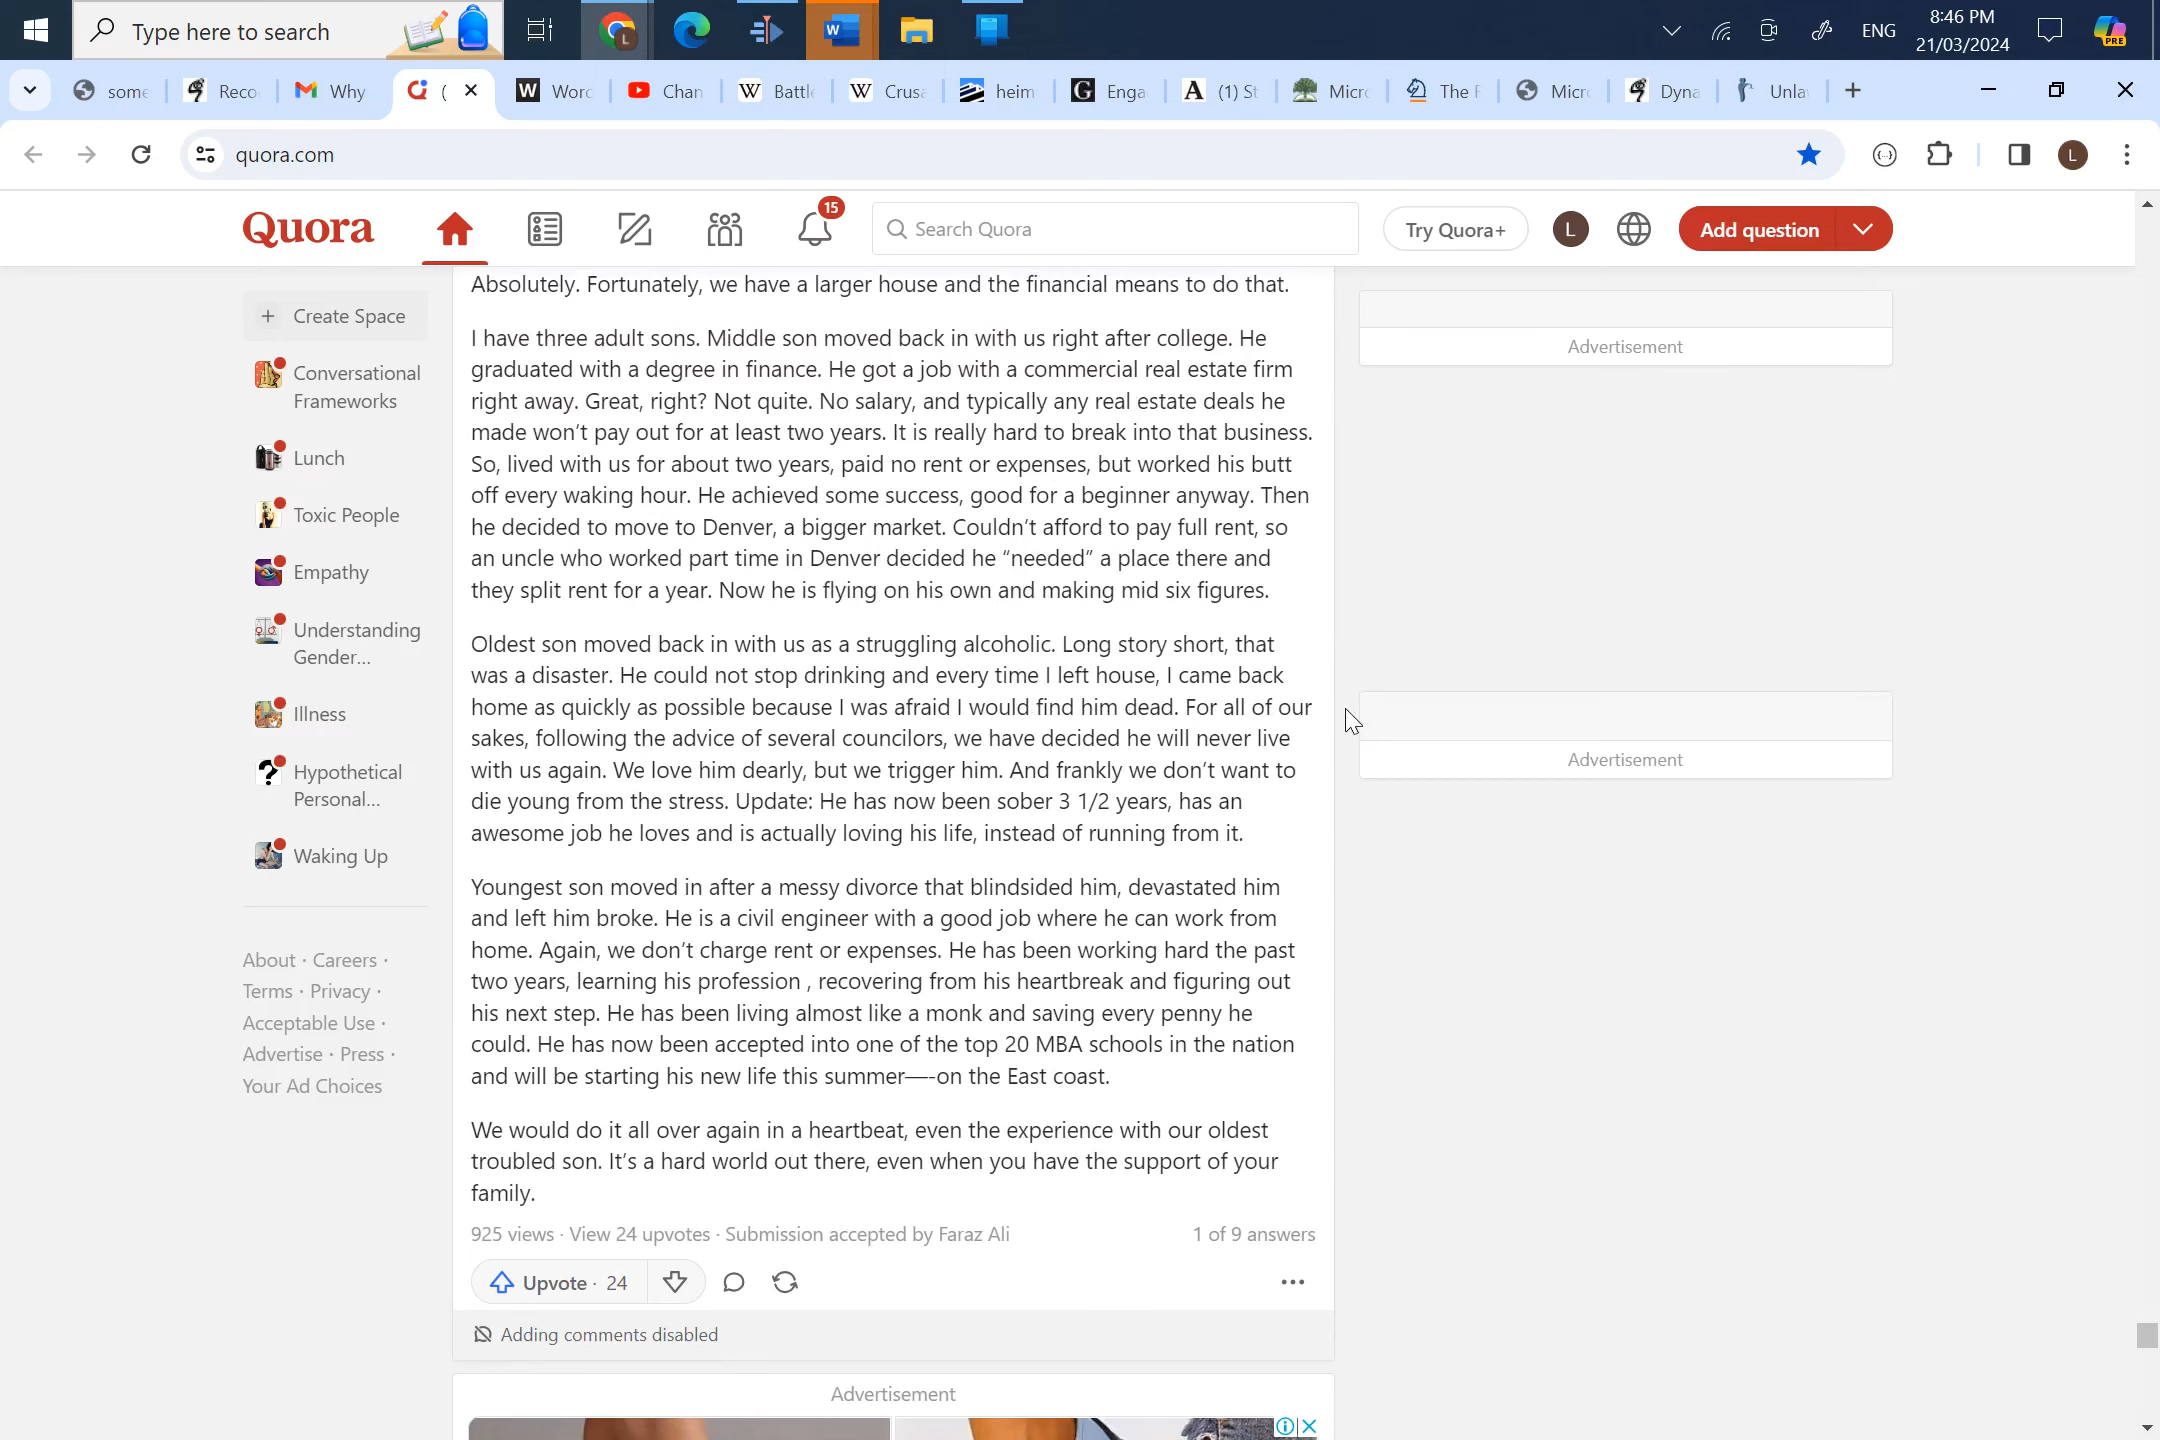 Type here to search
ENG
8:46 PM
21/03/2024
PRE
some
Reco
Why
(
Word
Chan
Battle
Crusa
heim
Enga
(1) St
Micro
The F
Micro
Dyna
Unla
quora.com
L
Quora
15
Search Quora
Try Quora+
L
Add question
Create Space
Conversational
Frameworks
Lunch
Toxic People
Empathy
Understanding
Gender...
Illness
Hypothetical
Personal...
Waking Up
About · Careers ·
Terms · Privacy ·
Acceptable Use ·
Advertise · Press ·
Your Ad Choices
Absolutely. Fortunately, we have a larger house and the financial means to do that.
I have three adult sons. Middle son moved back in with us right after college. He
graduated with a degree in finance. He got a job with a commercial real estate firm
right away. Great, right? Not quite. No salary, and typically any real estate deals he
made won’t pay out for at least two years. It is really hard to break into that business.
So, lived with us for about two years, paid no rent or expenses, but worked his butt
off every waking hour. He achieved some success, good for a beginner anyway. Then
he decided to move to Denver, a bigger market. Couldn’t afford to pay full rent, so
an uncle who worked part time in Denver decided he “needed” a place there and
they split rent for a year. Now he is flying on his own and making mid six figures.
Oldest son moved back in with us as a struggling alcoholic. Long story short, that
was a disaster. He could not stop drinking and every time I left house, I came back
home as quickly as possible because I was afraid I would find him dead. For all of our
sakes, following the advice of several councilors, we have decided he will never live
with us again. We love him dearly, but we trigger him. And frankly we don’t want to
die young from the stress. Update: He has now been sober 3 1/2 years, has an
awesome job he loves and is actually loving his life, instead of running from it.
Youngest son moved in after a messy divorce that blindsided him, devastated him
and left him broke. He is a civil engineer with a good job where he can work from
home. Again, we don’t charge rent or expenses. He has been working hard the past
two years, learning his profession , recovering from his heartbreak and figuring out
his next step. He has been living almost like a monk and saving every penny he
could. He has now been accepted into one of the top 20 MBA schools in the nation
and will be starting his new life this summer—-on the East coast.
We would do it all over again in a heartbeat, even the experience with our oldest
troubled son. It’s a hard world out there, even when you have the support of your
family.
925 views · View 24 upvotes · Submission accepted by Faraz Ali
1 of 9 answers
Upvote · 24
Adding comments disabled
Advertisement
Advertisement
Advertisement